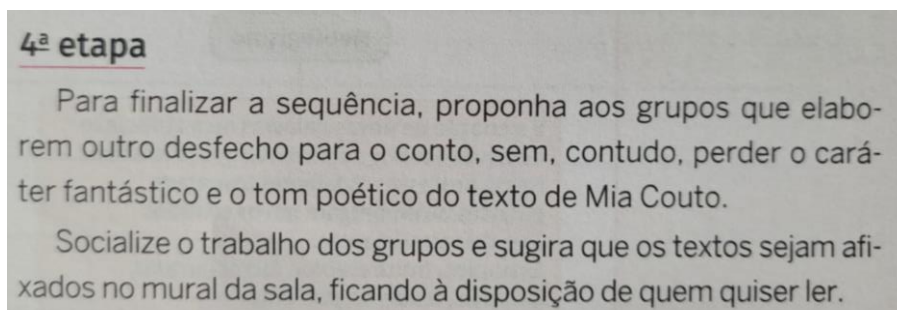 4ª etapa
Para finalizar a sequência, proponha aos grupos que elabo-
rem outro desfecho para o conto, sem, contudo, perder o cará-
ter fantástico e o tom poético do texto de Mia Couto.
Socialize o trabalho dos grupos e sugira que os textos sejam afi-
xados no mural da sala, ficando à disposição de quem quiser ler.